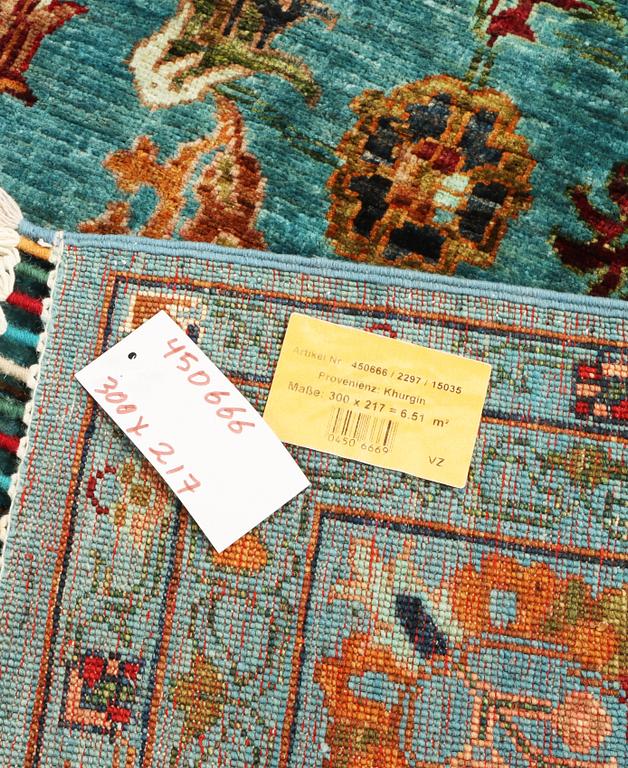 450666
300 x 217
Artikel Nr. 450666 / 2297 / 15035
Provenienz: Khurgin
Maße: 300 x 217 = 6.51 m²
0450 6669
VZ